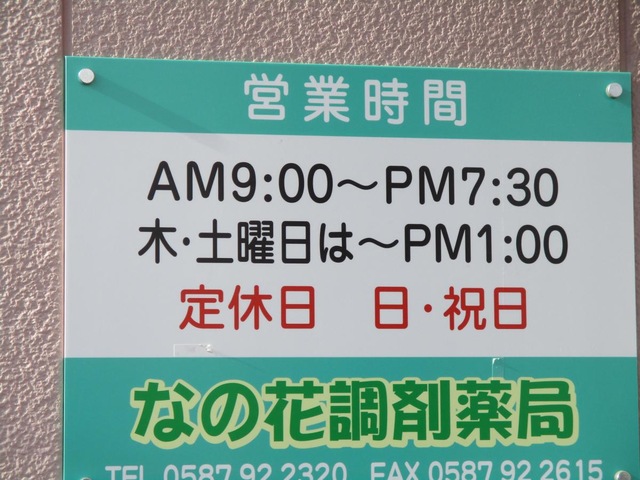 営業時間
AM9:00～PM7:30
木・土曜日は～PM1:00
定休日　日・祝日
なの花調剤薬局
TEL 0587 92 2320 FAX 0587 92 2615